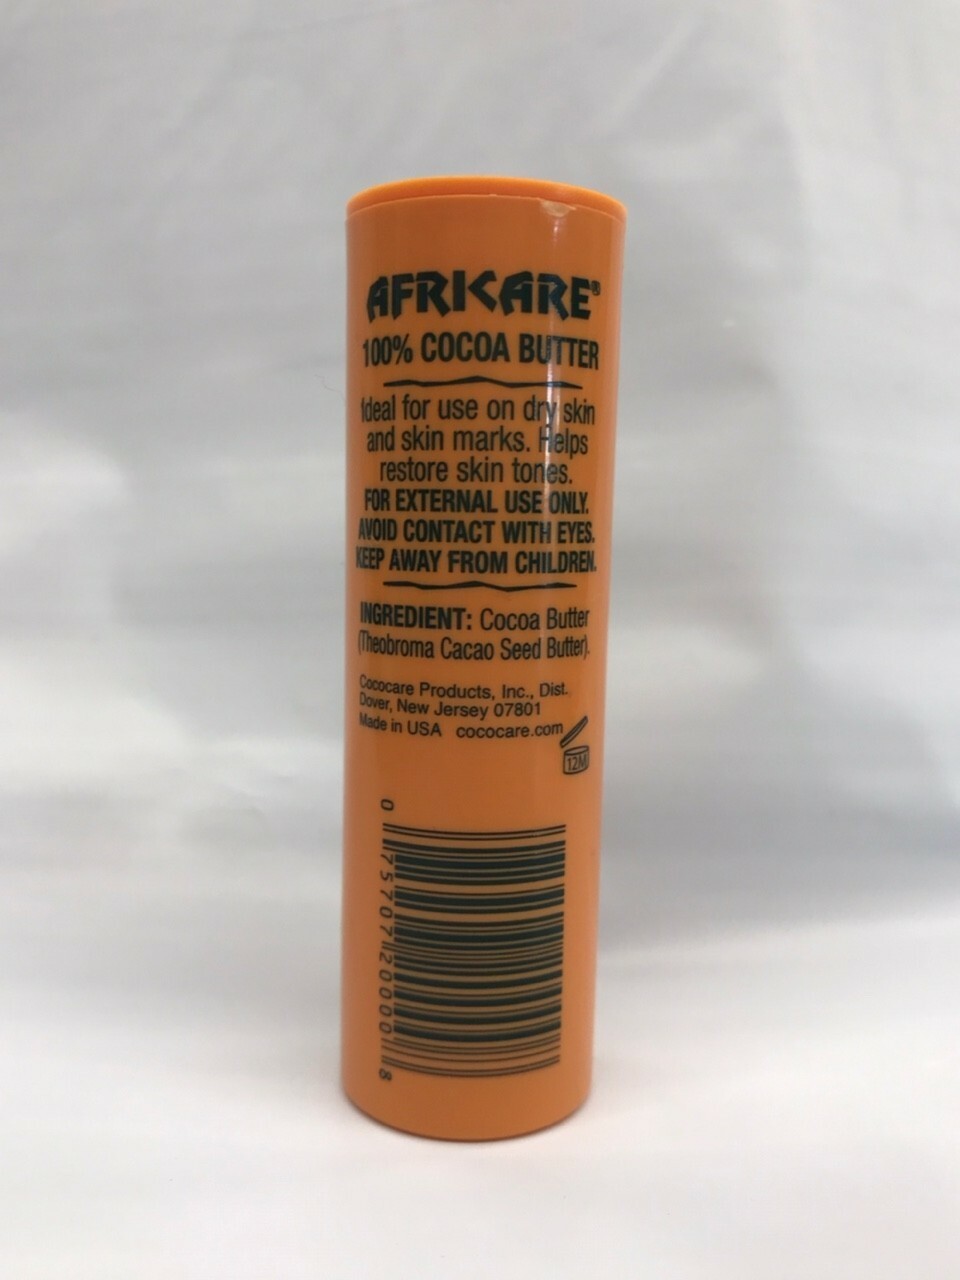 AFRICARE®
100% COCOA BUTTER
Ideal for use on dry skin
and skin marks. Helps
restore skin tones.
FOR EXTERNAL USE ONLY.
AVOID CONTACT WITH EYES.
KEEP AWAY FROM CHILDREN.
INGREDIENT: Cocoa Butter
(Theobroma Cacao Seed Butter).
Cococare Products, Inc., Dist.
Dover, New Jersey 07801
Made in USA cococare.com
12M
0 75707 20000 8